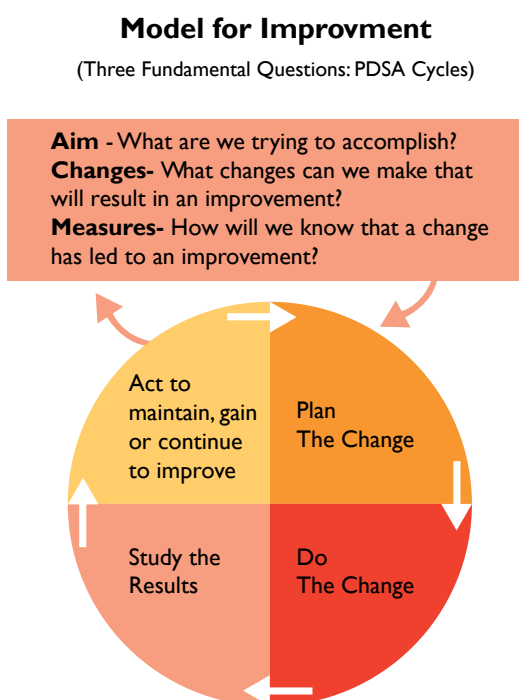 Model for Improvment
(Three Fundamental Questions: PDSA Cycles)
Aim - What are we trying to accomplish?
Changes- What changes can we make that
will result in an improvement?
Measures- How will we know that a change
has led to an improvement?
Act to
maintain, gain
or continue
to improve
Plan
The Change
Study the
Results
Do
The Change